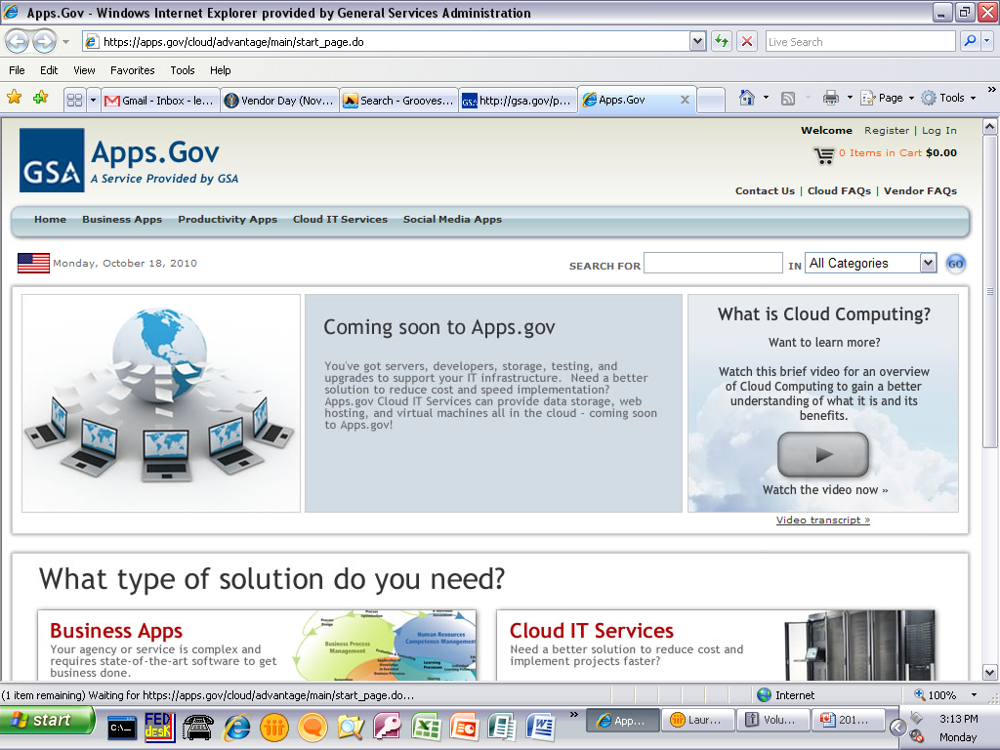 Apps.Gov - Windows Internet Explorer provided by General Services Administration
https://apps.gov/cloud/advantage/main/start_page.do
Live Search
File Edit View Favorites Tools Help
Gmail - Inbox - le... Vendor Day (Nov... Search - Grooves... http://gsa.gov/p... Apps.Gov Page Tools
Welcome Register | Log In
GSA
Apps.Gov
A Service Provided by GSA
0 Items in Cart $0.00
Contact Us | Cloud FAQs | Vendor FAQs
Home Business Apps Productivity Apps Cloud IT Services Social Media Apps
Monday, October 18, 2010
SEARCH FOR IN All Categories GO
Coming soon to Apps.gov
You've got servers, developers, storage, testing, and
upgrades to support your IT infrastructure. Need a better
solution to reduce cost and speed implementation?
Apps.gov Cloud IT Services can provide data storage, web
hosting, and virtual machines all in the cloud - coming soon
to Apps.gov!
What is Cloud Computing?
Want to learn more?
Watch this brief video for an overview
of Cloud Computing to gain a better
understanding of what it is and its
benefits.
Watch the video now »
Video transcript »
What type of solution do you need?
Business Apps
Your agency or service is complex and
requires state-of-the-art software to get
business done.
Business Process
Management
Human Resources
Competence Management
Learning
Processes
Cloud IT Services
Need a better solution to reduce cost and
implement projects faster?
(1 item remaining) Waiting for https://apps.gov/cloud/advantage/main/start_page.do... Internet 100%
start
FED
desk
App... Laur... Volu... 201...
3:13 PM
Monday